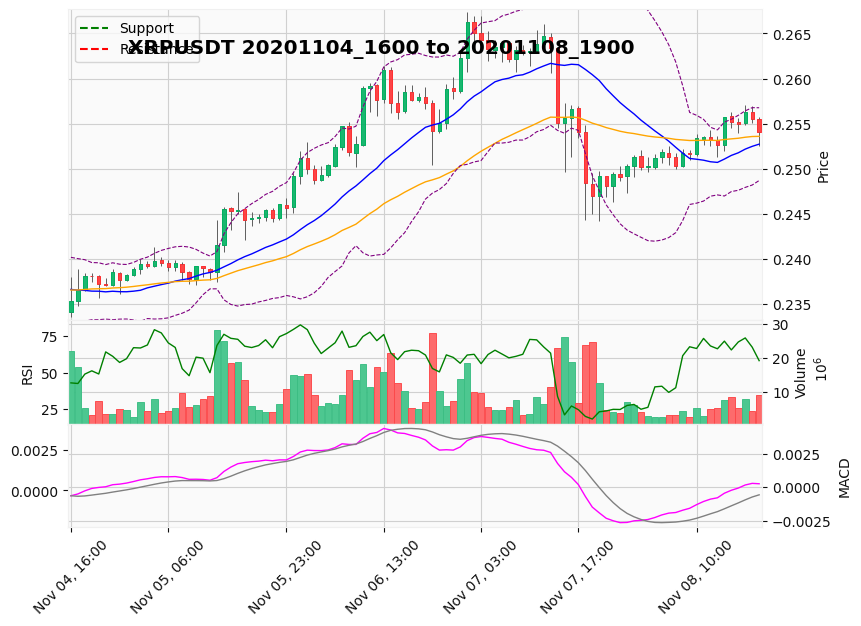 Support
Resistance
XRPUSDT 20201104_1600 to 20201108_1900
0.265
0.260
0.255
0.250
0.245
0.240
0.235
Price
75
50
25
RSI
30
20
10
Volume
10^6
0.0025
0.0000
0.0025
0.0000
−0.0025
MACD
Nov 04, 16:00
Nov 05, 06:00
Nov 05, 23:00
Nov 06, 13:00
Nov 07, 03:00
Nov 07, 17:00
Nov 08, 10:00